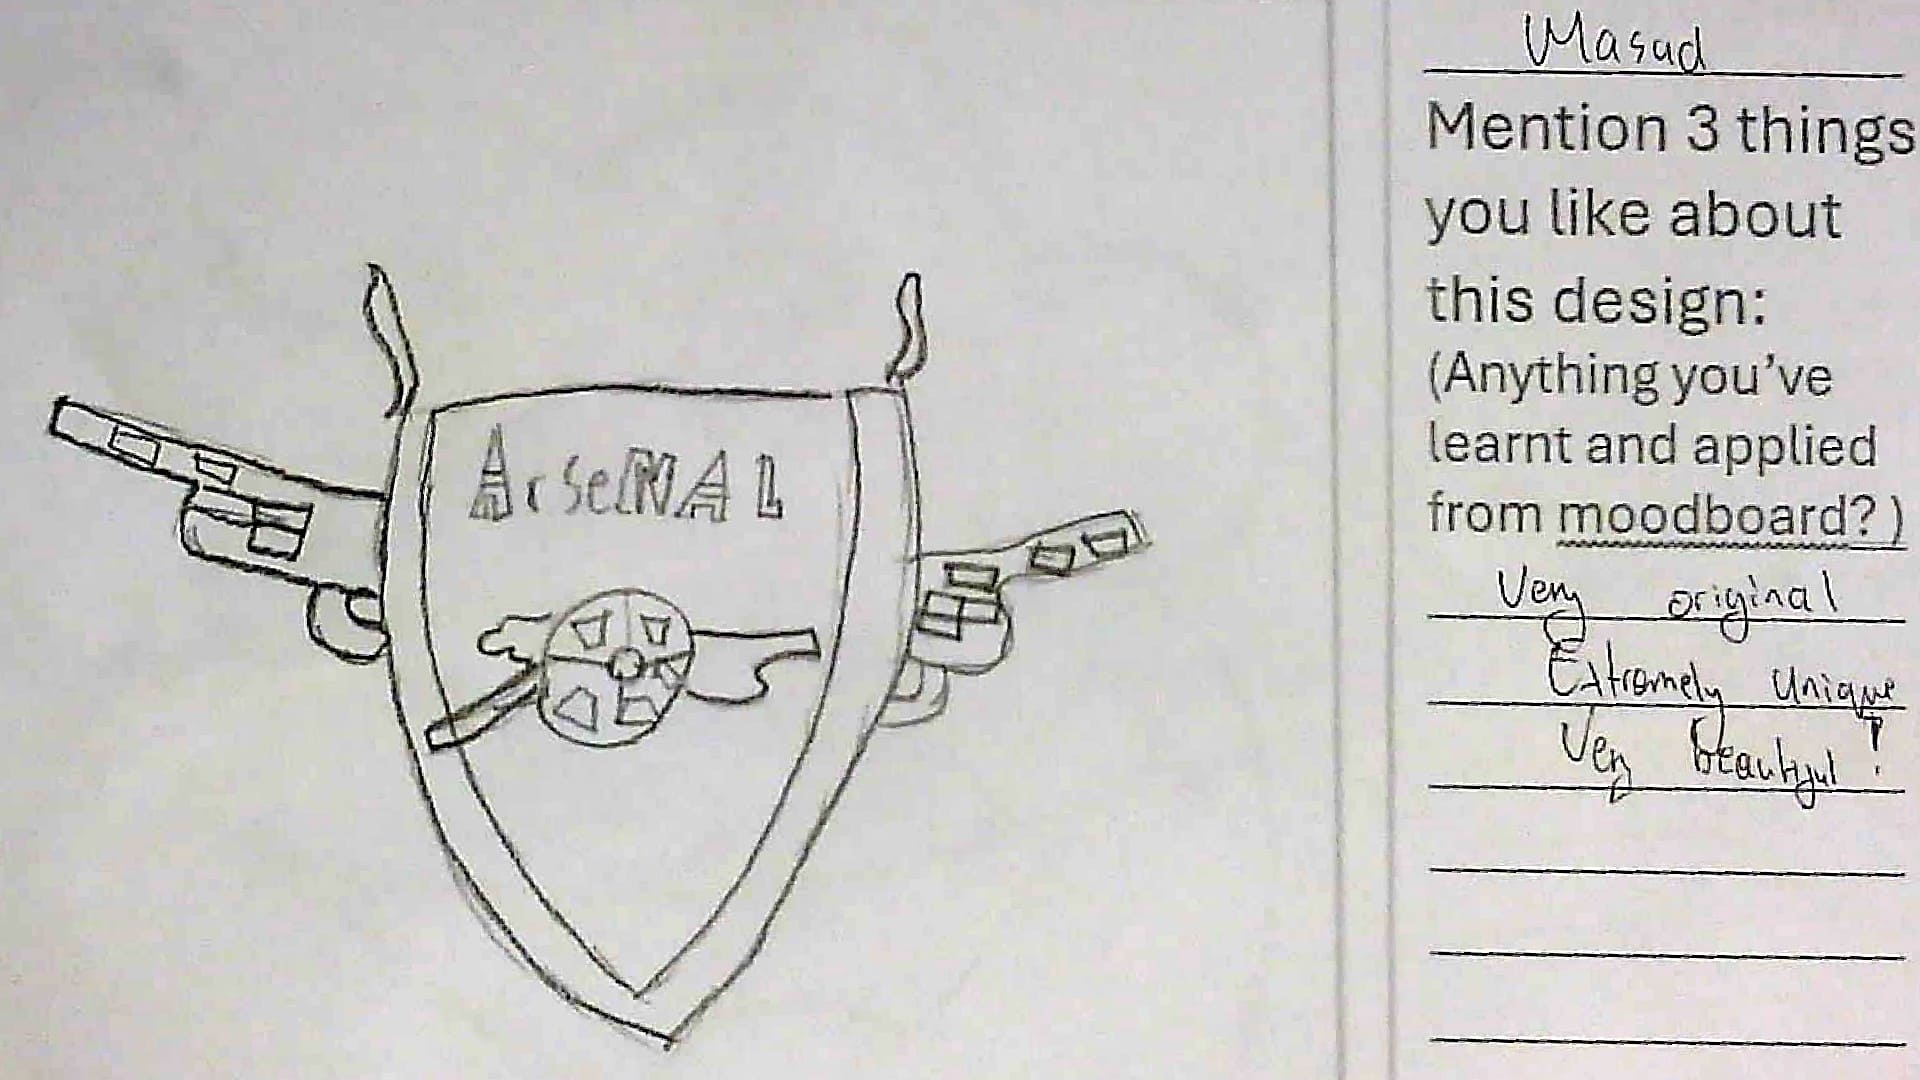 ArseNAL
Masud
Mention 3 things
you like about
this design:
(Anything you've
learnt and applied
from moodboard? )
Very original
Extremely unique
Very beautyul !